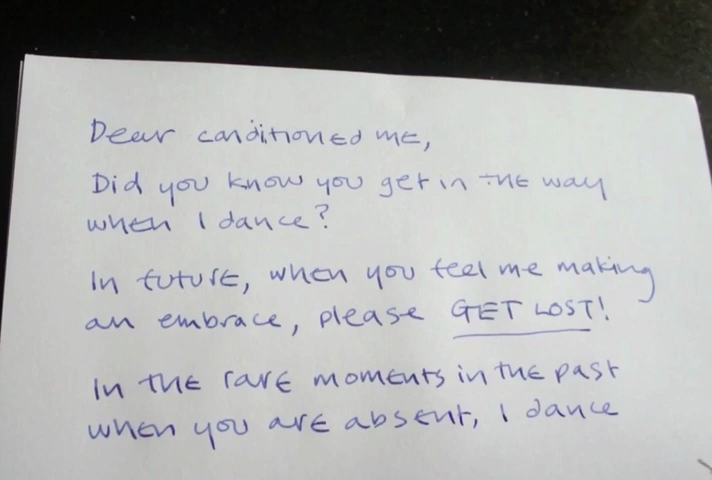 Dear conditioned me,
Did you know you get in the way
when I dance?
In future, when you feel me making
an embrace, please GET LOST!
In the rare moments in the past
when you are absent, I dance